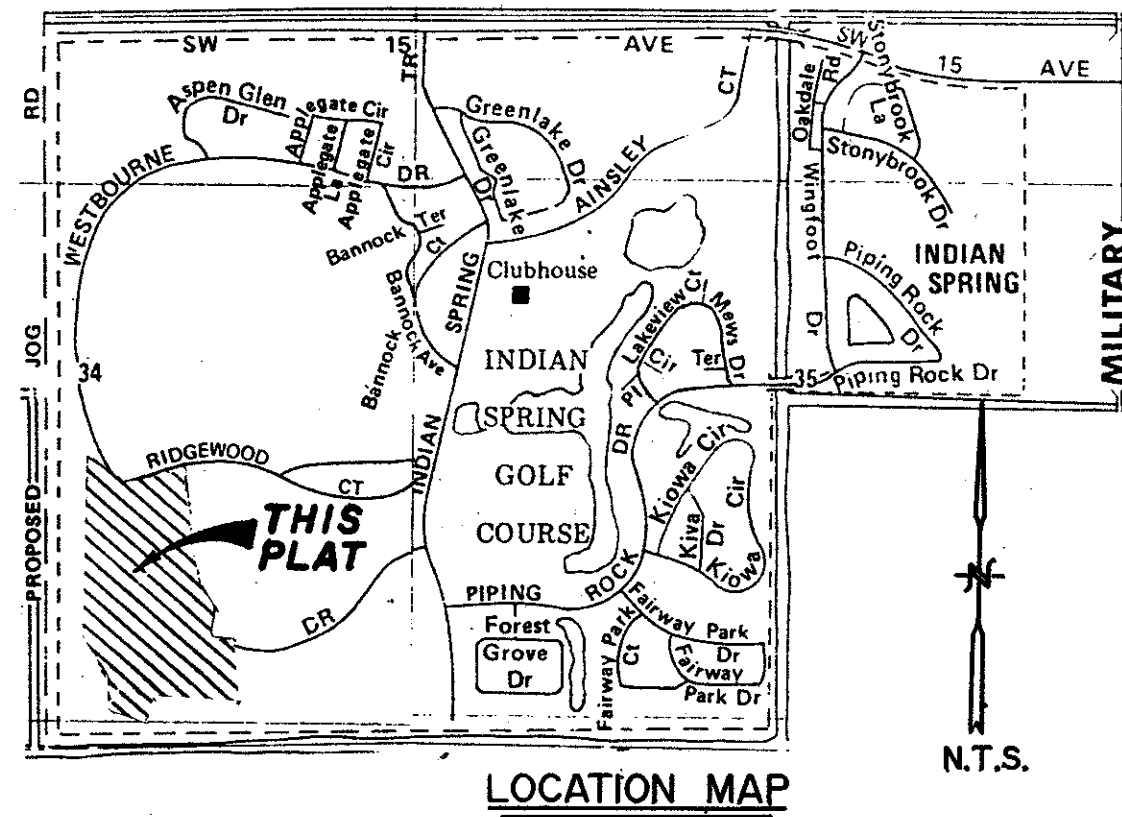 SW 15 AVE
SW
15 AVE
RD
JOG
PROPOSED
TR
CT
Aspen Glen
Dr
Applegate Cir
Applegate
La
Applegate
Cir
WESTBOURNE
DR
Greenlake Dr
Greenlake
Dr
AINSLEY
Oakdale
Rd
Stonybrook
La
Stonybrook Dr
Wingfoot
Dr
Bannock Ter
Ct
Bannock
Bannock Ave
SPRING
INDIAN
Clubhouse
INDIAN
SPRING
GOLF
COURSE
Lakeview Ct
Cir
Pl
Mews Dr
Ter
INDIAN
SPRING
Piping Rock
Dr
Piping Rock Dr
MILITARY
34
35
RIDGEWOOD
CT
THIS
PLAT
DR
DR
ROCK
PIPING
Kiowa Cir
Kiva
Dr
Cir
Kiowa
Forest
Grove
Dr
Fairway Park
Ct
Fairway Park
Dr
Fairway
Park Dr
N
N.T.S.
LOCATION MAP